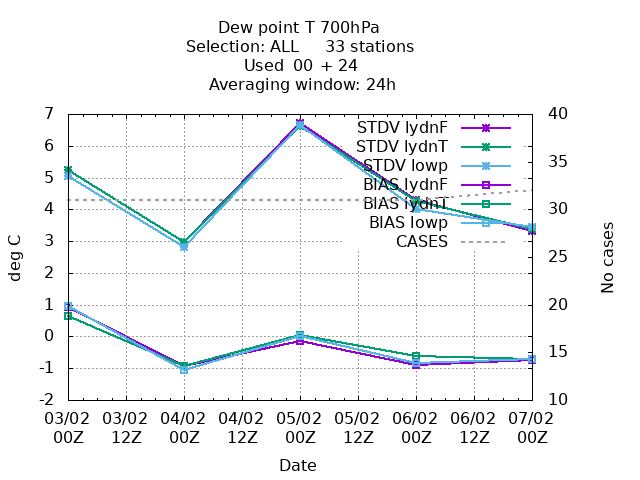 Dew point T 700hPa
Selection: ALL 33 stations
Used 00 + 24
Averaging window: 24h
7 40
STDV lydnF
6
STDV lydnT
35
STDV lowp
5
BIAS lydnF
4 30
BIAS lydnT
BIAS lowp
3
CASES
25
2
1 20
0
15
-1
-2 10
deg C
No cases
03/02 03/02 04/02 04/02 05/02 05/02 06/02 06/02 07/02
00Z 12Z 00Z 12Z 00Z 12Z 00Z 12Z 00Z
Date